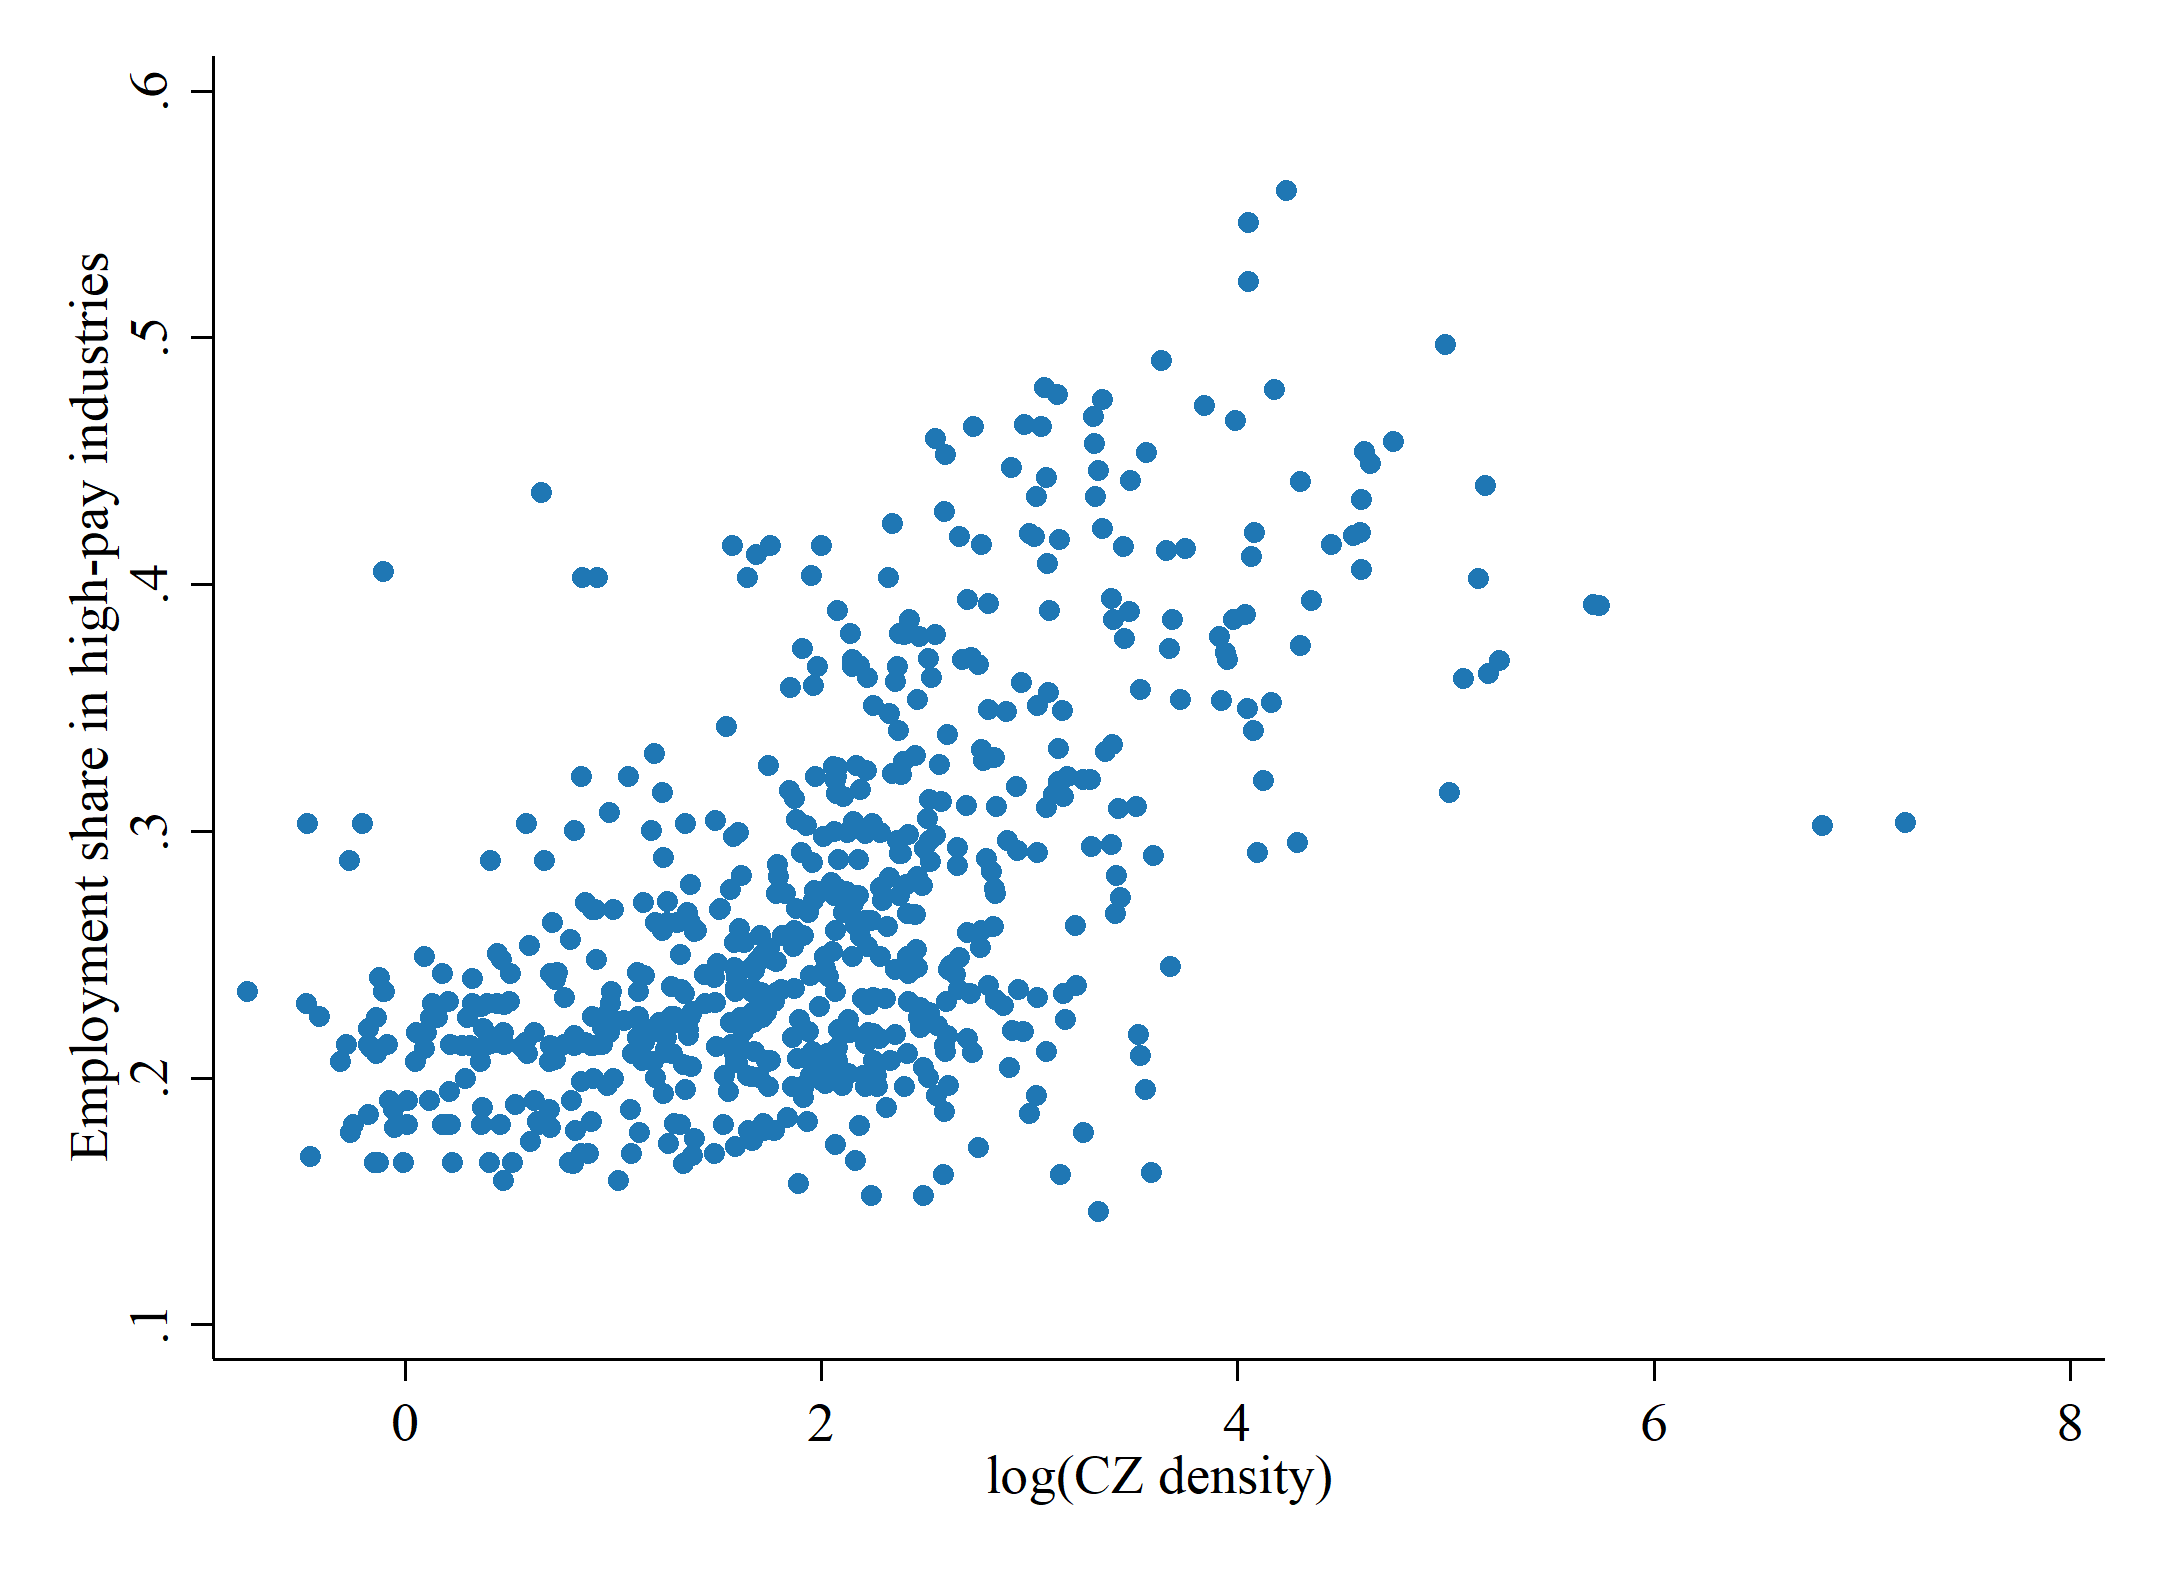 Employment share in high-pay industries
.6
.5
.4
.3
.2
.1
0 2 4 6 8
log(CZ density)